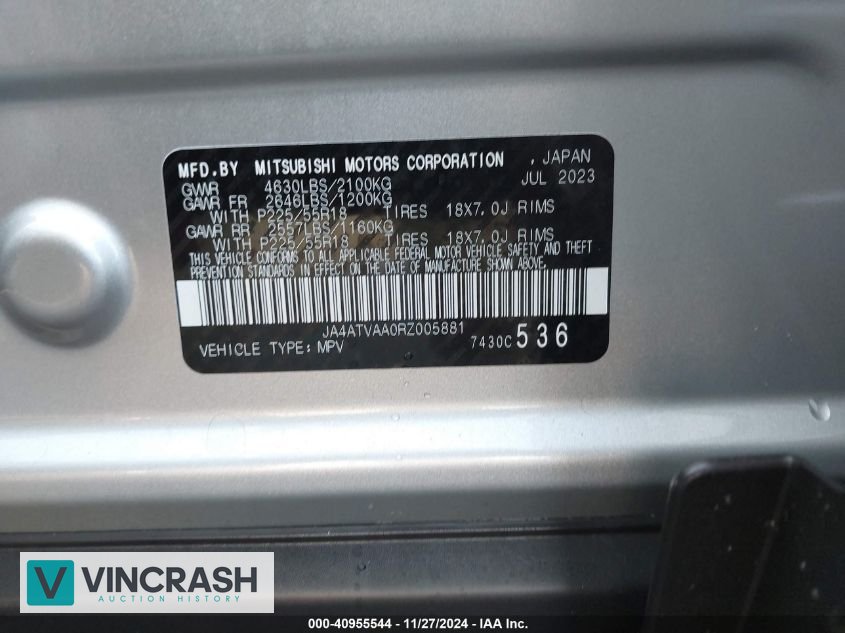 MFD.BY MITSUBISHI MOTORS CORPORATION , JAPAN
JUL 2023
GWVR 4630LBS/2100KG
GAWR FR 2646LBS/1200KG
WITH P225/55R18 TIRES 18X7.0J RIMS
GAWR RR 2557LBS/1160KG
WITH P225/55R18 TIRES 18X7.0J RIMS
THIS VEHICLE CONFORMS TO ALL APPLICABLE FEDERAL MOTOR VEHICLE SAFETY AND THEFT
PREVENTION STANDARDS IN EFFECT ON THE DATE OF MANUFACTURE SHOWN ABOVE.
JA4ATVAA0RZ005881
VEHICLE TYPE: MPV 7430C 536
VINCRASH
AUCTION HISTORY
000-40955544 - 11/27/2024 - IAA Inc.